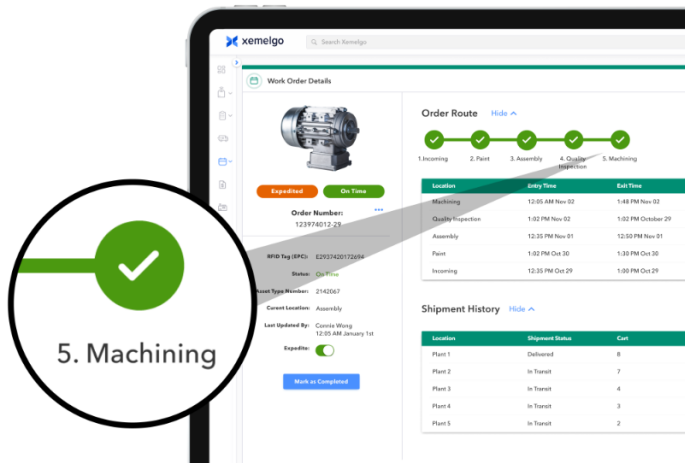 xemelgo
Search Xemelgo
Work Order Details
Expedited
On Time
Order Number:
123974012-29
RFID Tag (EPC): E2937420172694
Status: On Time
Asset Type Number: 2142067
Curent Location: Assembly
Last Updated By: Connie Wong
12:05 AM January 1st
Expedite:
Mark as Completed
Order Route Hide
1.Incoming 2. Paint 3. Assembly 4. Quality Inspection 5. Machining
Location Entry Time Exit Time
Machining 12:05 AM Nov 02 1:48 PM Nov 02
Quality Inspection 1:02 PM Nov 02 1:02 PM October 29
Assembly 12:35 PM Nov 01 12:50 PM Nov 01
Paint 1:02 PM Oct 30 1:30 PM Oct 30
Incoming 12:35 PM Oct 29 1:00 PM Oct 29
Shipment History Hide
Location Shipment Status Cart
Plant 1 Delivered 8
Plant 2 In Transit 7
Plant 3 In Transit 4
Plant 4 In Transit 3
Plant 5 In Transit 2
5. Machining